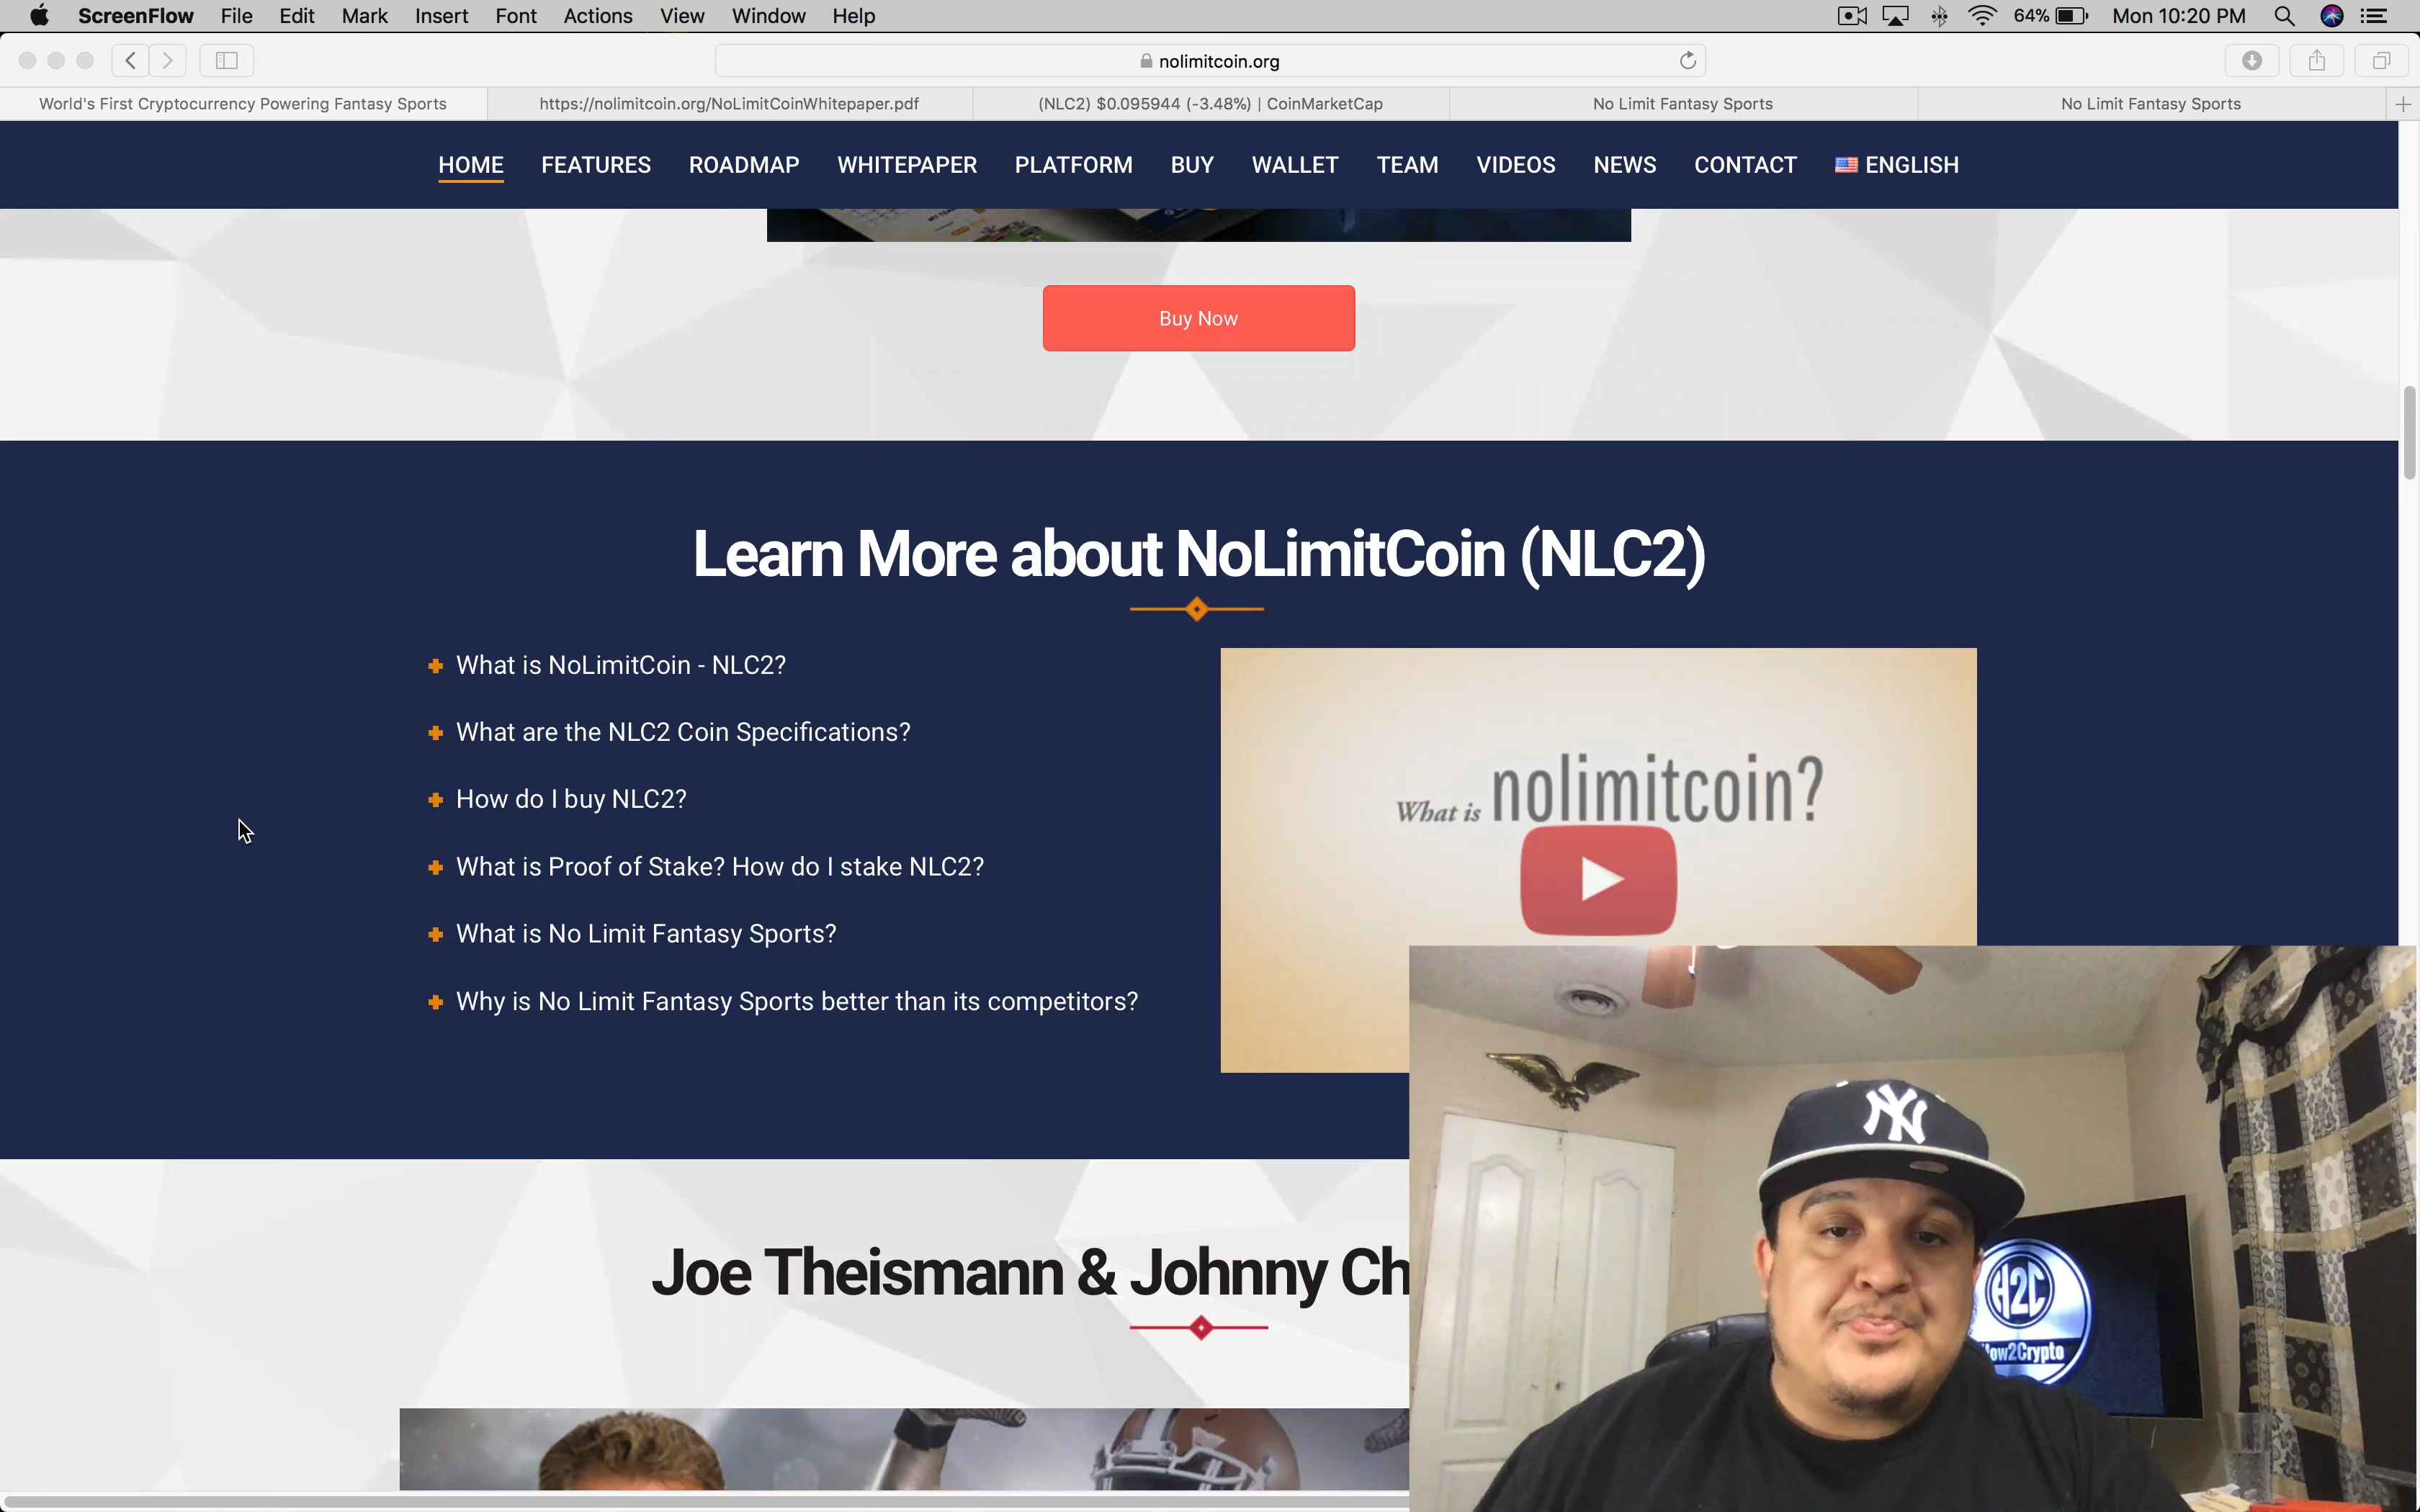 ScreenFlow File Edit Mark Insert Font Actions View Window Help 64% Mon 10:20 PM
nolimitcoin.org
World's First Cryptocurrency Powering Fantasy Sports https://nolimitcoin.org/NoLimitCoinWhitepaper.pdf (NLC2) $0.095944 (-3.48%) | CoinMarketCap No Limit Fantasy Sports No Limit Fantasy Sports
HOME FEATURES ROADMAP WHITEPAPER PLATFORM BUY WALLET TEAM VIDEOS NEWS CONTACT ENGLISH
Buy Now
Learn More about NoLimitCoin (NLC2)
What is NoLimitCoin - NLC2?
What are the NLC2 Coin Specifications?
How do I buy NLC2?
What is Proof of Stake? How do I stake NLC2?
What is No Limit Fantasy Sports?
Why is No Limit Fantasy Sports better than its competitors?
What is nolimitcoin?
Joe Theismann & Johnny Ch
NY
H2C
How2Crypto